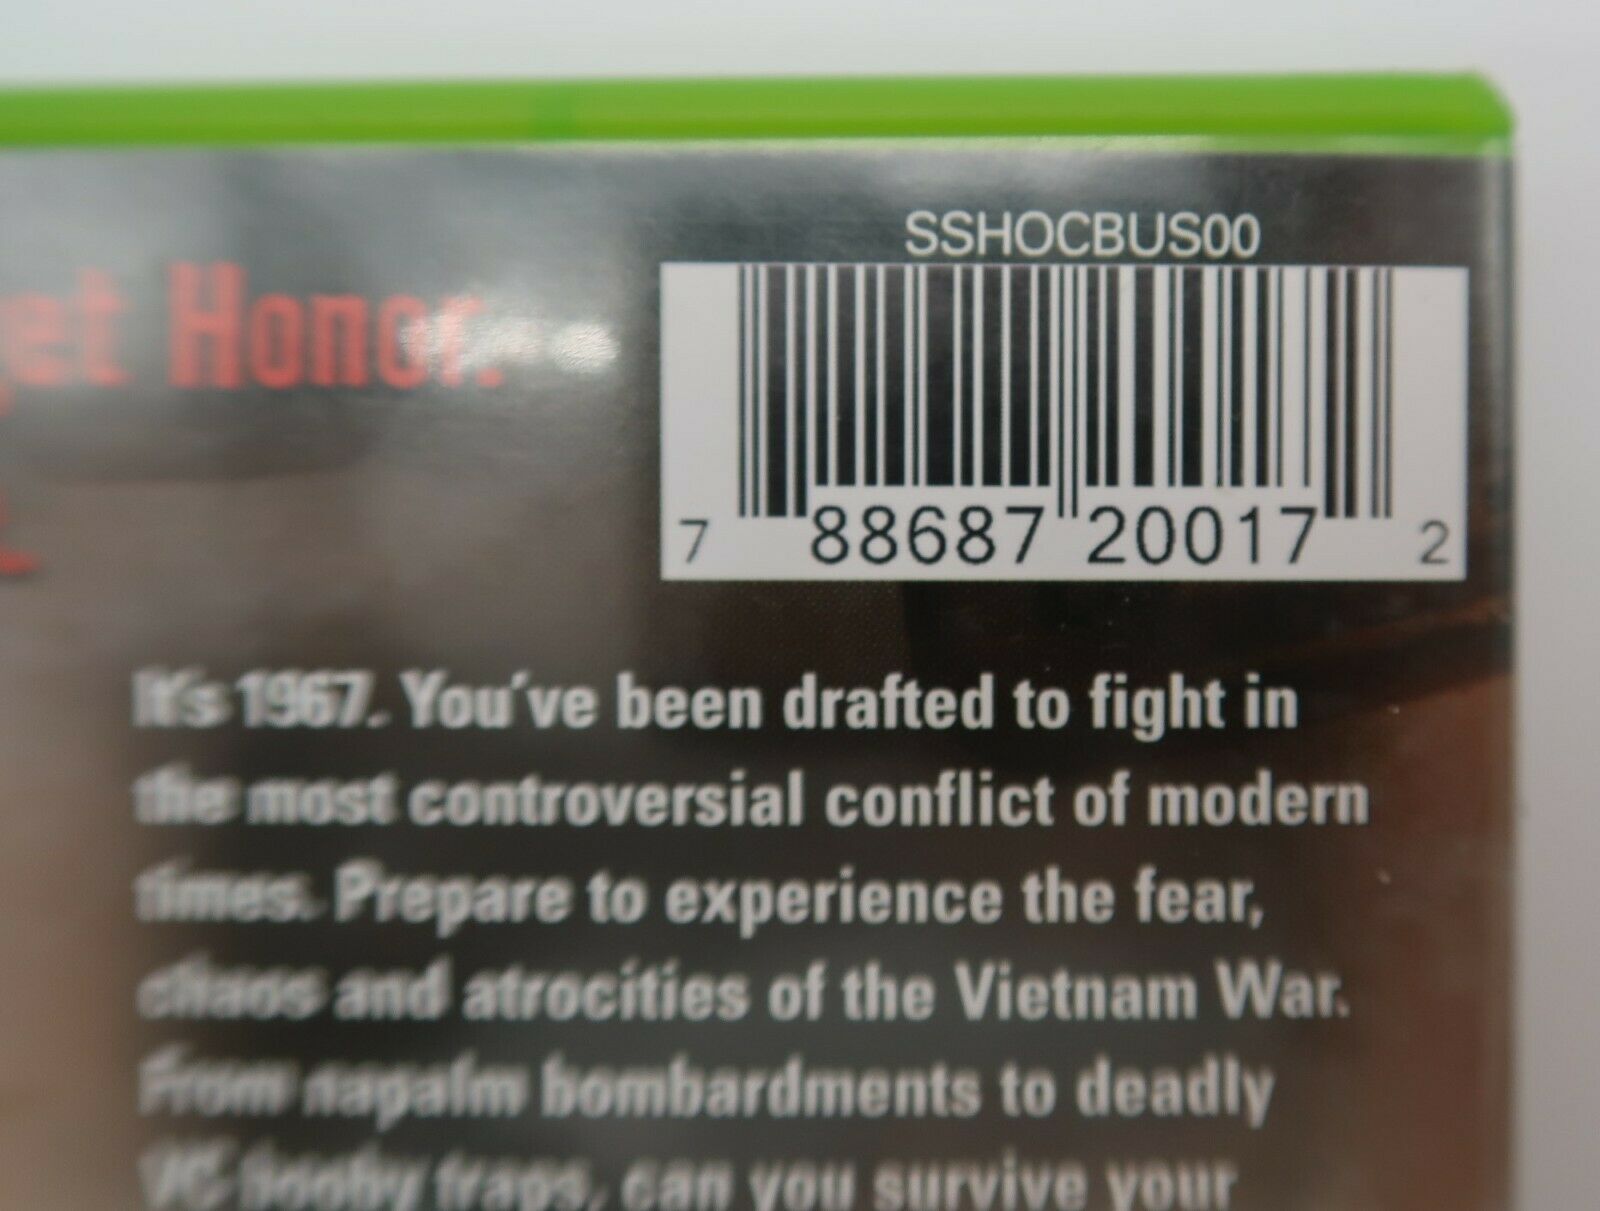 SSHOCBUS00
et Honor.
7 88687 20017 2
It's 1967. You've been drafted to fight in
the most controversial conflict of modern
times. Prepare to experience the fear,
chaos and atrocities of the Vietnam War.
From napalm bombardments to deadly
VC booby traps, can you survive your